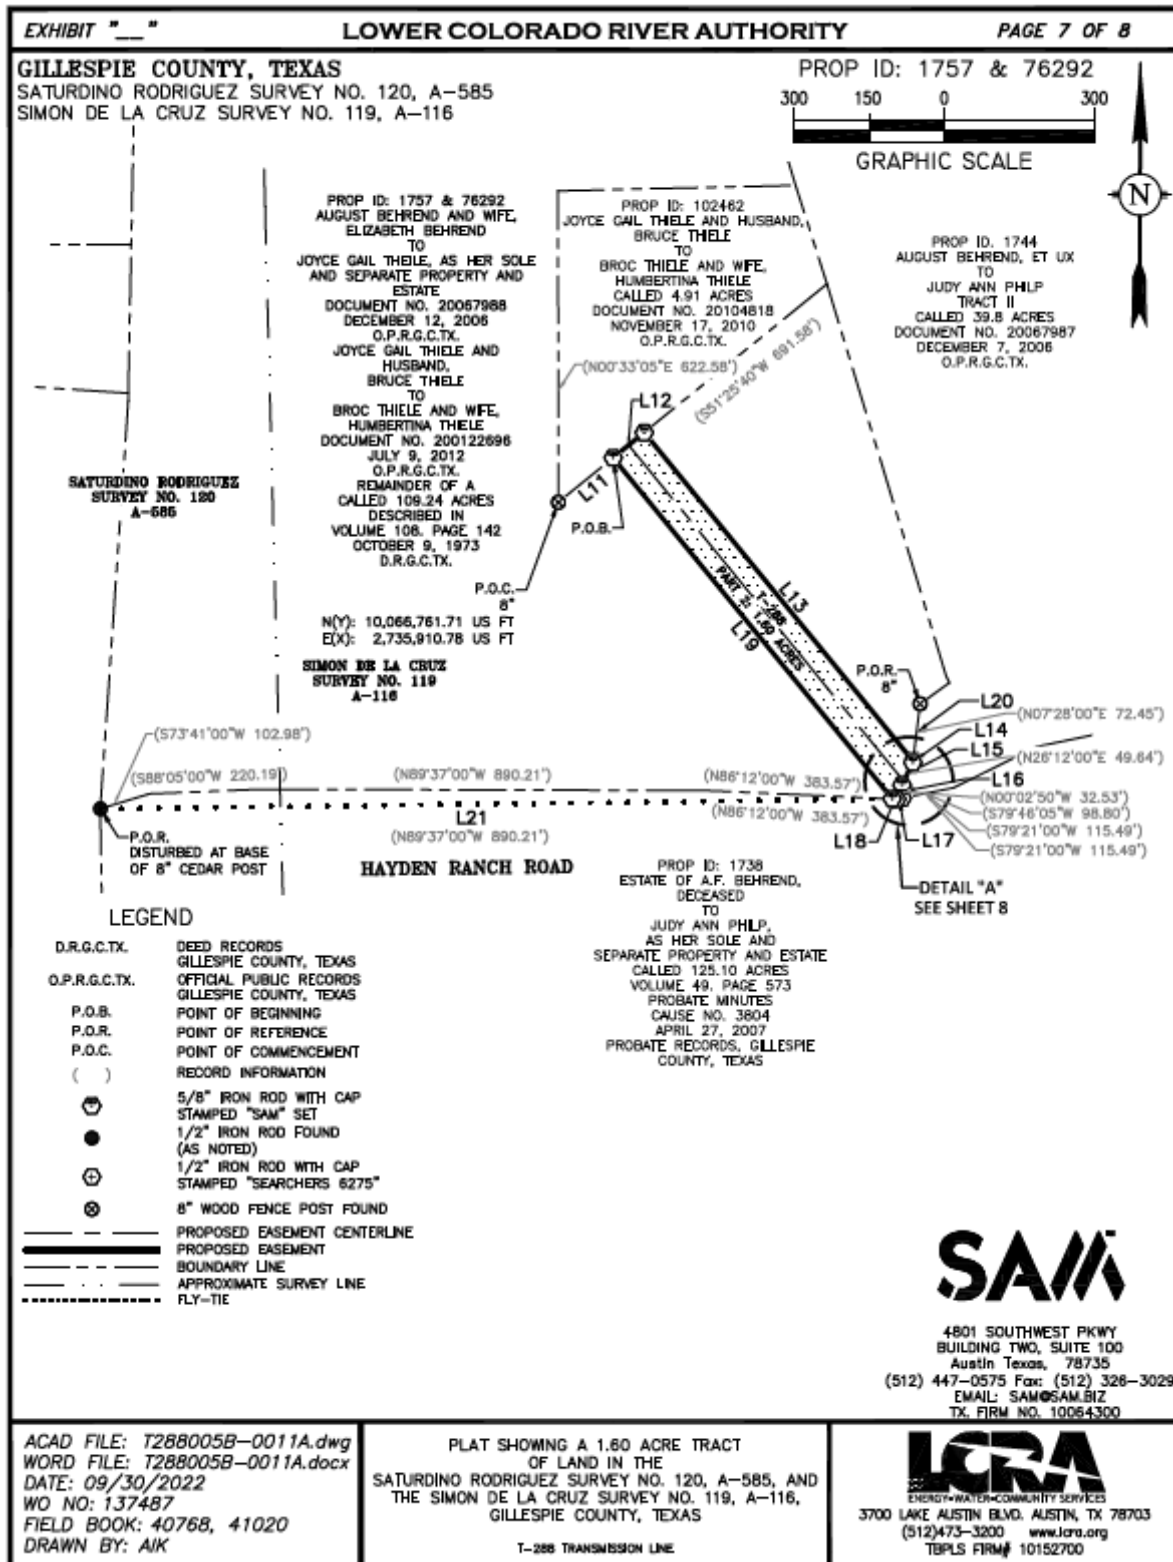 EXHIBIT "__"
LOWER COLORADO RIVER AUTHORITY
PAGE 7 OF 8
GILLESPIE COUNTY, TEXAS
SATURDINO RODRIGUEZ SURVEY NO. 120, A-585
SIMON DE LA CRUZ SURVEY NO. 119, A-116
PROP ID: 1757 & 76292
300 150 0 300
GRAPHIC SCALE
N
PROP ID: 1757 & 76292
AUGUST BEHREND AND WIFE,
ELIZABETH BEHREND
TO
JOYCE GAIL THEILE, AS HER SOLE
AND SEPARATE PROPERTY AND
ESTATE
DOCUMENT NO. 20067988
DECEMBER 12, 2006
O.P.R.G.C.TX.
JOYCE GAIL THIELE AND
HUSBAND,
BRUCE THIELE
TO
BROC THIELE AND WIFE,
HUMBERTINA THIELE
DOCUMENT NO. 200122696
JULY 9, 2012
O.P.R.G.C.TX.
REMAINDER OF A
CALLED 109.24 ACRES
DESCRIBED IN
VOLUME 108, PAGE 142
OCTOBER 9, 1973
D.R.G.C.TX.
PROP ID: 102462
JOYCE GAIL THIELE AND HUSBAND,
BRUCE THIELE
TO
BROC THIELE AND WIFE,
HUMBERTINA THIELE
CALLED 4.91 ACRES
DOCUMENT NO. 20104818
NOVEMBER 17, 2010
O.P.R.G.C.TX.
PROP ID. 1744
AUGUST BEHREND, ET UX
TO
JUDY ANN PHILP
TRACT II
CALLED 39.8 ACRES
DOCUMENT NO. 20067987
DECEMBER 7, 2006
O.P.R.G.C.TX.
(N00°33'05"E 622.58')
(S51°25'40"W 691.58')
L12
L11
P.O.B.
SATURDINO RODRIGUEZ
SURVEY NO. 120
A-585
P.O.C.
8"
N(Y): 10,066,761.71 US FT
E(X): 2,735,910.78 US FT
SIMON DE LA CRUZ
SURVEY NO. 119
A-116
L13
T-288
PART 2: 1.60 ACRES
L19
P.O.R.
8"
L20
(N07°28'00"E 72.45')
L14
L15
(N26°12'00"E 49.64')
L16
(N00°02'50"W 32.53')
(S79°46'05"W 98.80')
(S79°21'00"W 115.49')
(S79°21'00"W 115.49')
(S73°41'00"W 102.98')
(S88°05'00"W 220.19')
(N89°37'00"W 890.21')
(N86°12'00"W 383.57')
L21
(N89°37'00"W 890.21')
(N86°12'00"W 383.57')
L18
L17
P.O.R.
DISTURBED AT BASE
OF 8" CEDAR POST
HAYDEN RANCH ROAD
DETAIL "A"
SEE SHEET 8
PROP ID: 1738
ESTATE OF A.F. BEHREND,
DECEASED
TO
JUDY ANN PHILP,
AS HER SOLE AND
SEPARATE PROPERTY AND ESTATE
CALLED 125.10 ACRES
VOLUME 49, PAGE 573
PROBATE MINUTES
CAUSE NO. 3804
APRIL 27, 2007
PROBATE RECORDS, GILLESPIE
COUNTY, TEXAS
LEGEND
D.R.G.C.TX. DEED RECORDS
GILLESPIE COUNTY, TEXAS
O.P.R.G.C.TX. OFFICIAL PUBLIC RECORDS
GILLESPIE COUNTY, TEXAS
P.O.B. POINT OF BEGINNING
P.O.R. POINT OF REFERENCE
P.O.C. POINT OF COMMENCEMENT
( ) RECORD INFORMATION
5/8" IRON ROD WITH CAP
STAMPED "SAM" SET
1/2" IRON ROD FOUND
(AS NOTED)
1/2" IRON ROD WITH CAP
STAMPED "SEARCHERS 6275"
8" WOOD FENCE POST FOUND
PROPOSED EASEMENT CENTERLINE
PROPOSED EASEMENT
BOUNDARY LINE
APPROXIMATE SURVEY LINE
FLY-TIE
SAM
4801 SOUTHWEST PKWY
BUILDING TWO, SUITE 100
Austin Texas, 78735
(512) 447-0575 Fax: (512) 326-3029
EMAIL: SAM@SAM.BIZ
TX. FIRM NO. 10064300
ACAD FILE: T288005B-0011A.dwg
WORD FILE: T288005B-0011A.docx
DATE: 09/30/2022
WO NO: 137487
FIELD BOOK: 40768, 41020
DRAWN BY: AIK
PLAT SHOWING A 1.60 ACRE TRACT
OF LAND IN THE
SATURDINO RODRIGUEZ SURVEY NO. 120, A-585, AND
THE SIMON DE LA CRUZ SURVEY NO. 119, A-116,
GILLESPIE COUNTY, TEXAS
T-288 TRANSMISSION LINE
LCRA
ENERGY•WATER•COMMUNITY SERVICES
3700 LAKE AUSTIN BLVD. AUSTIN, TX 78703
(512)473-3200 www.lcra.org
TBPLS FIRM# 10152700